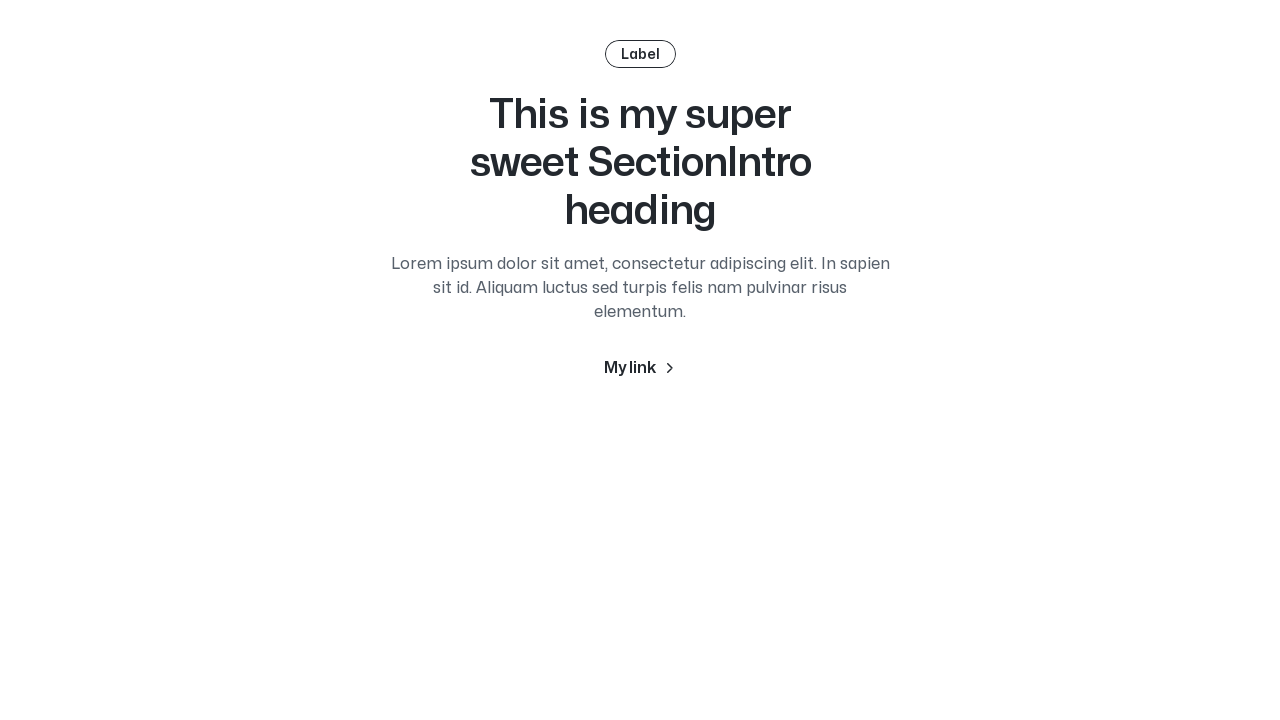 Label
This is my super
sweet SectionIntro
heading
Lorem ipsum dolor sit amet, consectetur adipiscing elit. In sapien
sit id. Aliquam luctus sed turpis felis nam pulvinar risus
elementum.
My link